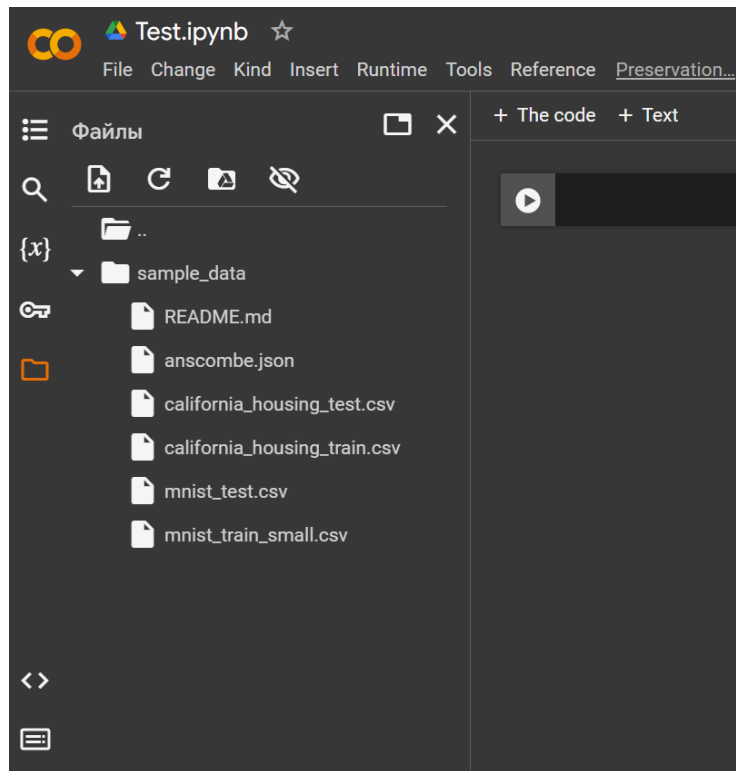 Test.ipynb
File Change Kind Insert Runtime Tools Reference Preservation...
Файлы
+ The code + Text
..
{x}
sample_data
README.md
anscombe.json
california_housing_test.csv
california_housing_train.csv
mnist_test.csv
mnist_train_small.csv